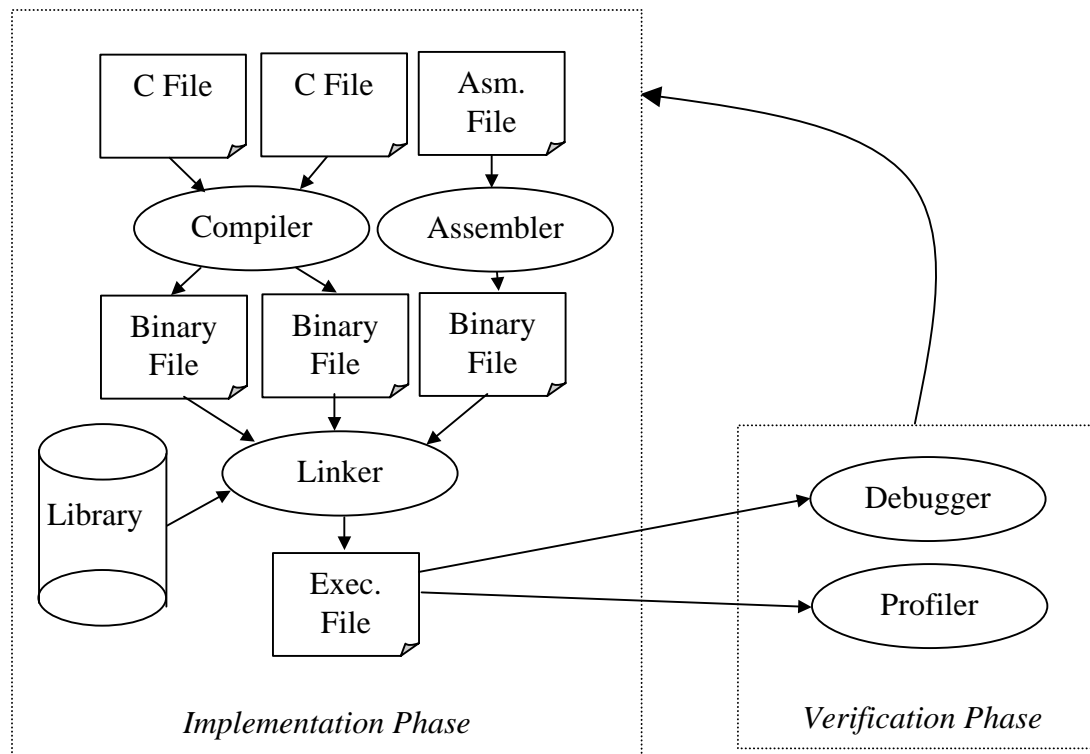 C File
C File
Asm.
File
Compiler
Assembler
Binary
File
Binary
File
Binary
File
Library
Linker
Debugger
Exec.
File
Profiler
Implementation Phase
Verification Phase